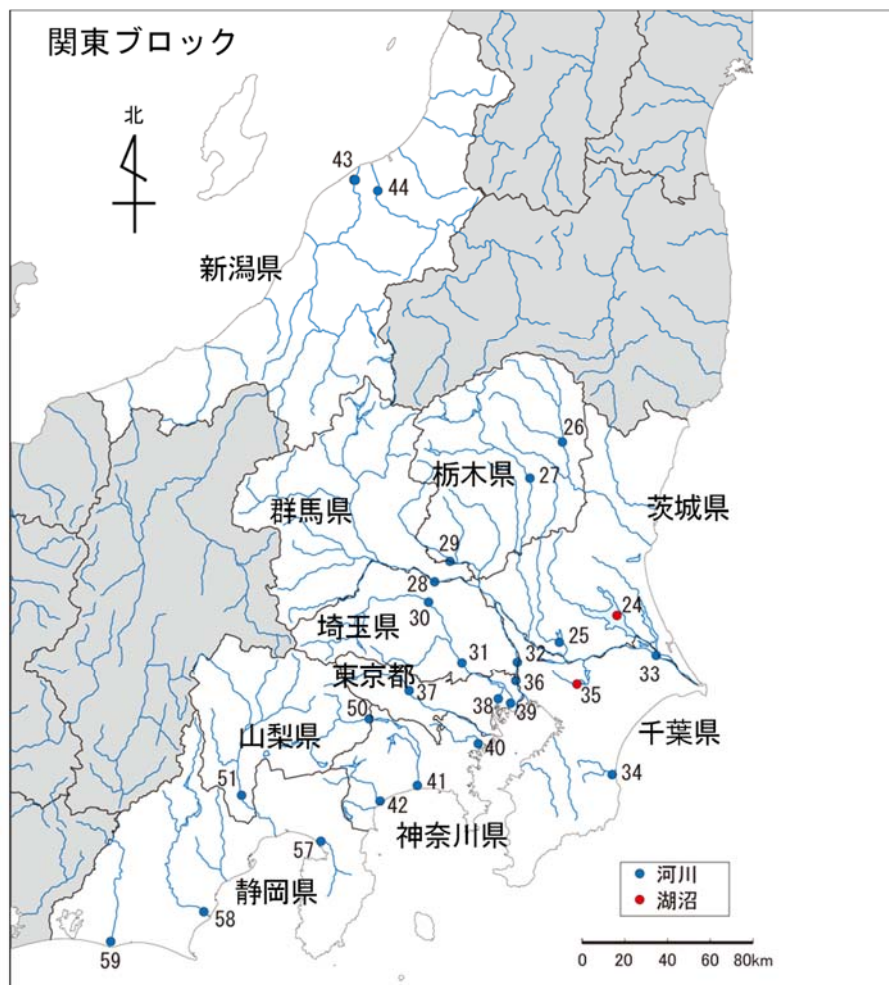 関東ブロック
北
43
44
新潟県
26
栃木県
27
群馬県
茨城県
29
28
24
30
埼玉県
25
31
32
33
東京都
36
37
35
38
39
50
山梨県
千葉県
40
34
51
41
42
神奈川県
57
河川
静岡県
湖沼
58
59
0 20 40 60 80km